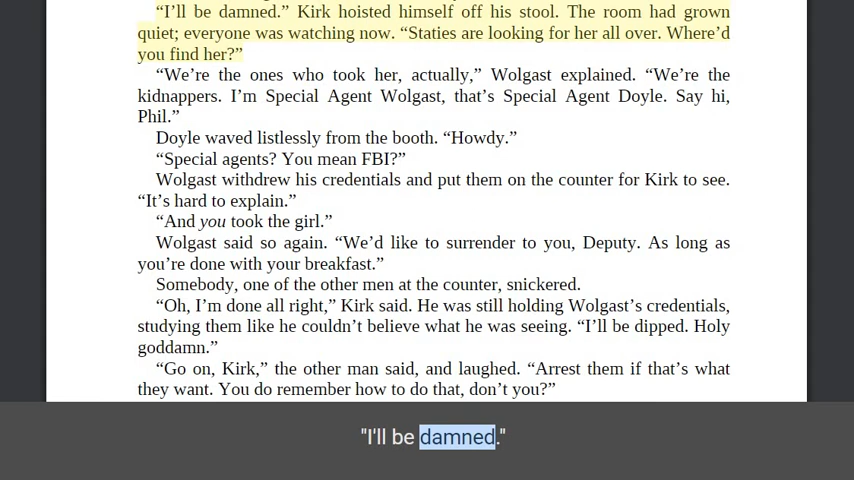 “I’ll be damned.” Kirk hoisted himself off his stool. The room had grown
quiet; everyone was watching now. “Staties are looking for her all over. Where’d
you find her?”
“We’re the ones who took her, actually,” Wolgast explained. “We’re the
kidnappers. I’m Special Agent Wolgast, that’s Special Agent Doyle. Say hi,
Phil.”
Doyle waved listlessly from the booth. “Howdy.”
“Special agents? You mean FBI?”
Wolgast withdrew his credentials and put them on the counter for Kirk to see.
“It’s hard to explain.”
“And you took the girl.”
Wolgast said so again. “We’d like to surrender to you, Deputy. As long as
you’re done with your breakfast.”
Somebody, one of the other men at the counter, snickered.
“Oh, I’m done all right,” Kirk said. He was still holding Wolgast’s credentials,
studying them like he couldn’t believe what he was seeing. “I’ll be dipped. Holy
goddamn.”
“Go on, Kirk,” the other man said, and laughed. “Arrest them if that’s what
they want. You do remember how to do that, don’t you?”
"I'll be damned."